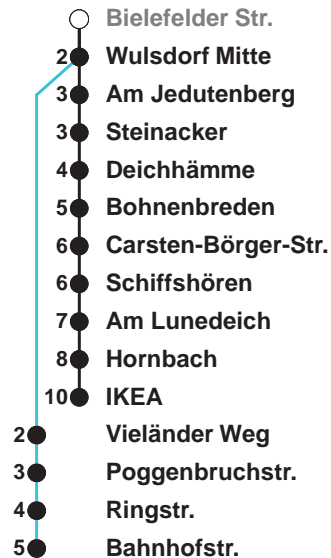 Bielefelder Str.
2 Wulsdorf Mitte
3 Am Jedutenberg
3 Steinacker
4 Deichhämme
5 Bohnenbreden
6 Carsten-Börger-Str.
6 Schiffshören
7 Am Lunedeich
8 Hornbach
10 IKEA
2 Vieländer Weg
3 Poggenbruchstr.
4 Ringstr.
5 Bahnhofstr.